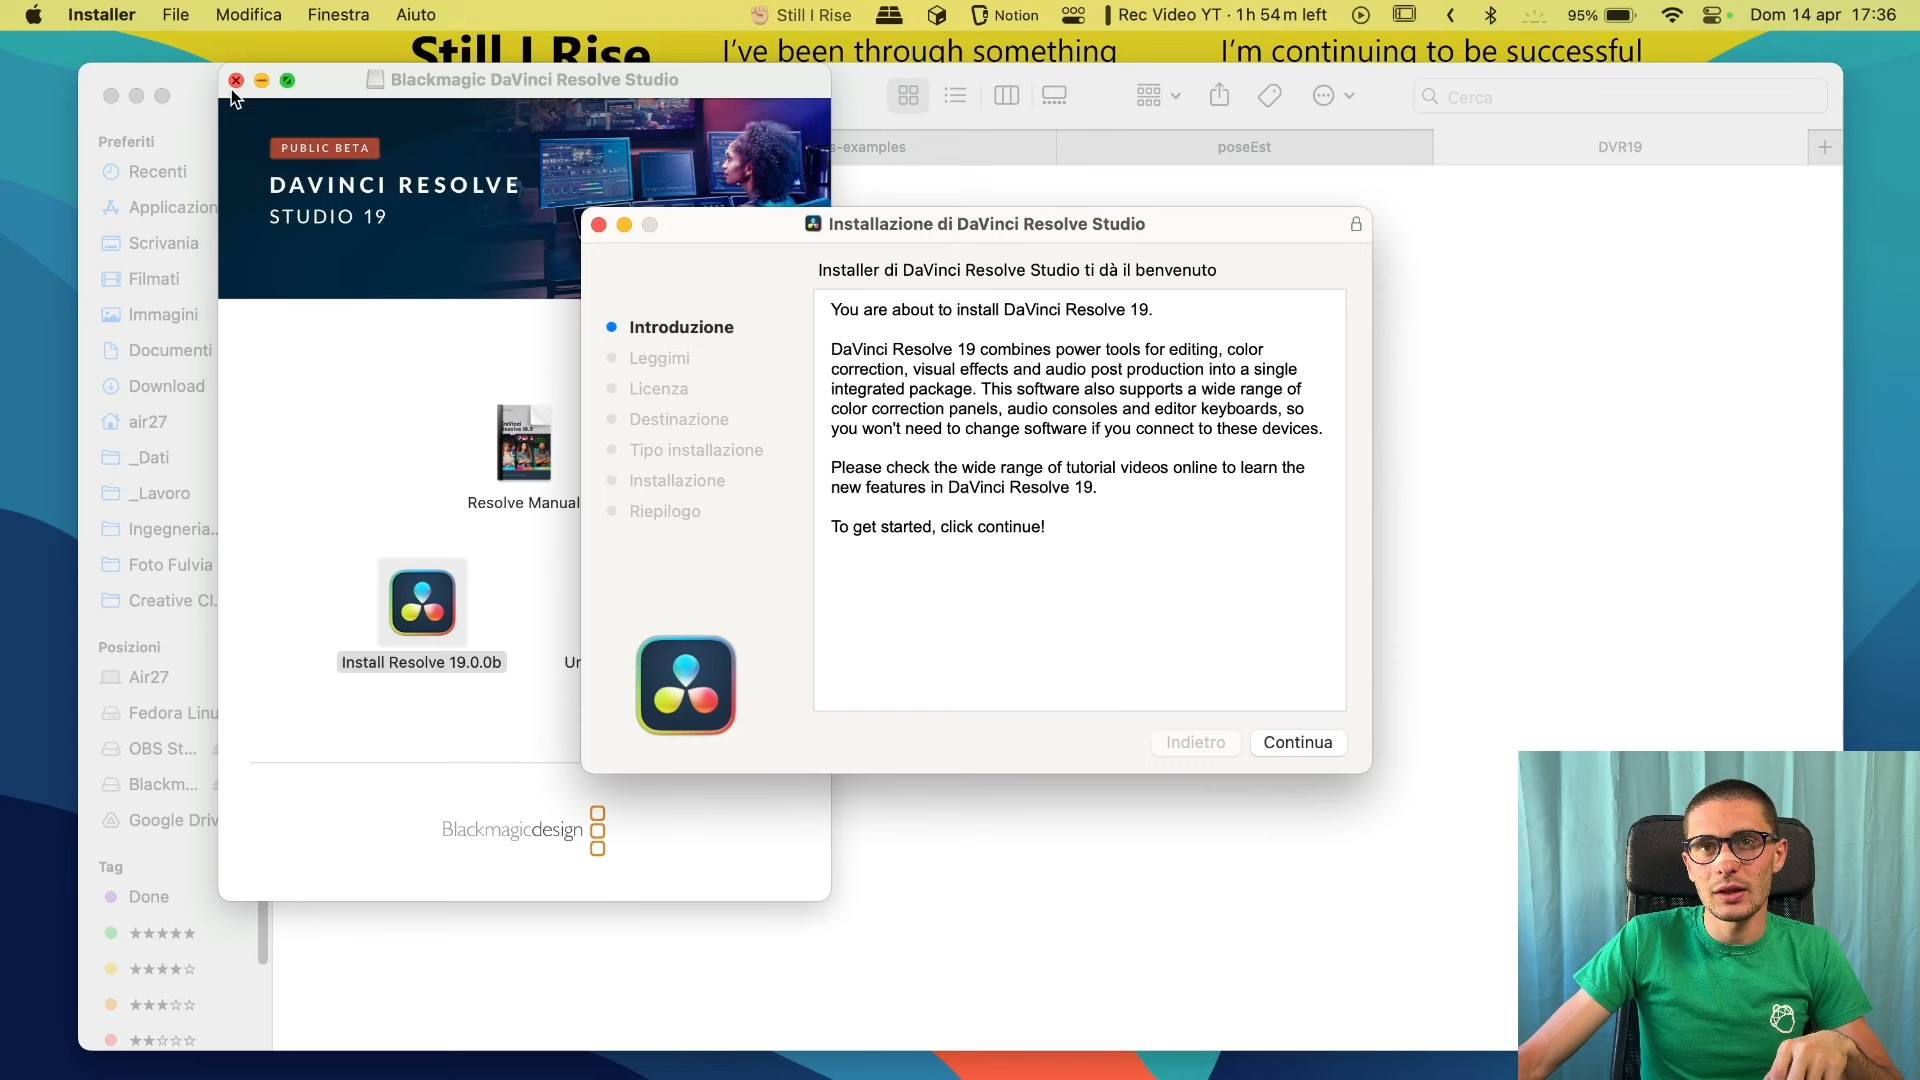 Installer File Modifica Finestra Aiuto
Still I Rise Notion Rec Video YT · 1h 54m left 95% Dom 14 apr 17:36
Still I Rise I've been through something I'm continuing to be successful
Blackmagic DaVinci Resolve Studio
Cerca
s-examples poseEst DVR19
Preferiti
Recenti
Applicazion
Scrivania
Filmati
Immagini
Documenti
Download
air27
_Dati
_Lavoro
Ingegneria...
Foto Fulvia
Creative Cl...
Posizioni
Air27
Fedora Linu
OBS St...
Blackm...
Google Driv
Tag
Done
★★★★★
★★★★☆
★★★☆☆
★★☆☆☆
PUBLIC BETA
DAVINCI RESOLVE
STUDIO 19
DaVinci
Resolve Manual
Install Resolve 19.0.0b
Un
Blackmagicdesign
Installazione di DaVinci Resolve Studio
Installer di DaVinci Resolve Studio ti dà il benvenuto
Introduzione
Leggimi
Licenza
Destinazione
Tipo installazione
Installazione
Riepilogo
You are about to install DaVinci Resolve 19.
DaVinci Resolve 19 combines power tools for editing, color
correction, visual effects and audio post production into a single
integrated package. This software also supports a wide range of
color correction panels, audio consoles and editor keyboards, so
you won't need to change software if you connect to these devices.
Please check the wide range of tutorial videos online to learn the
new features in DaVinci Resolve 19.
To get started, click continue!
Indietro Continua